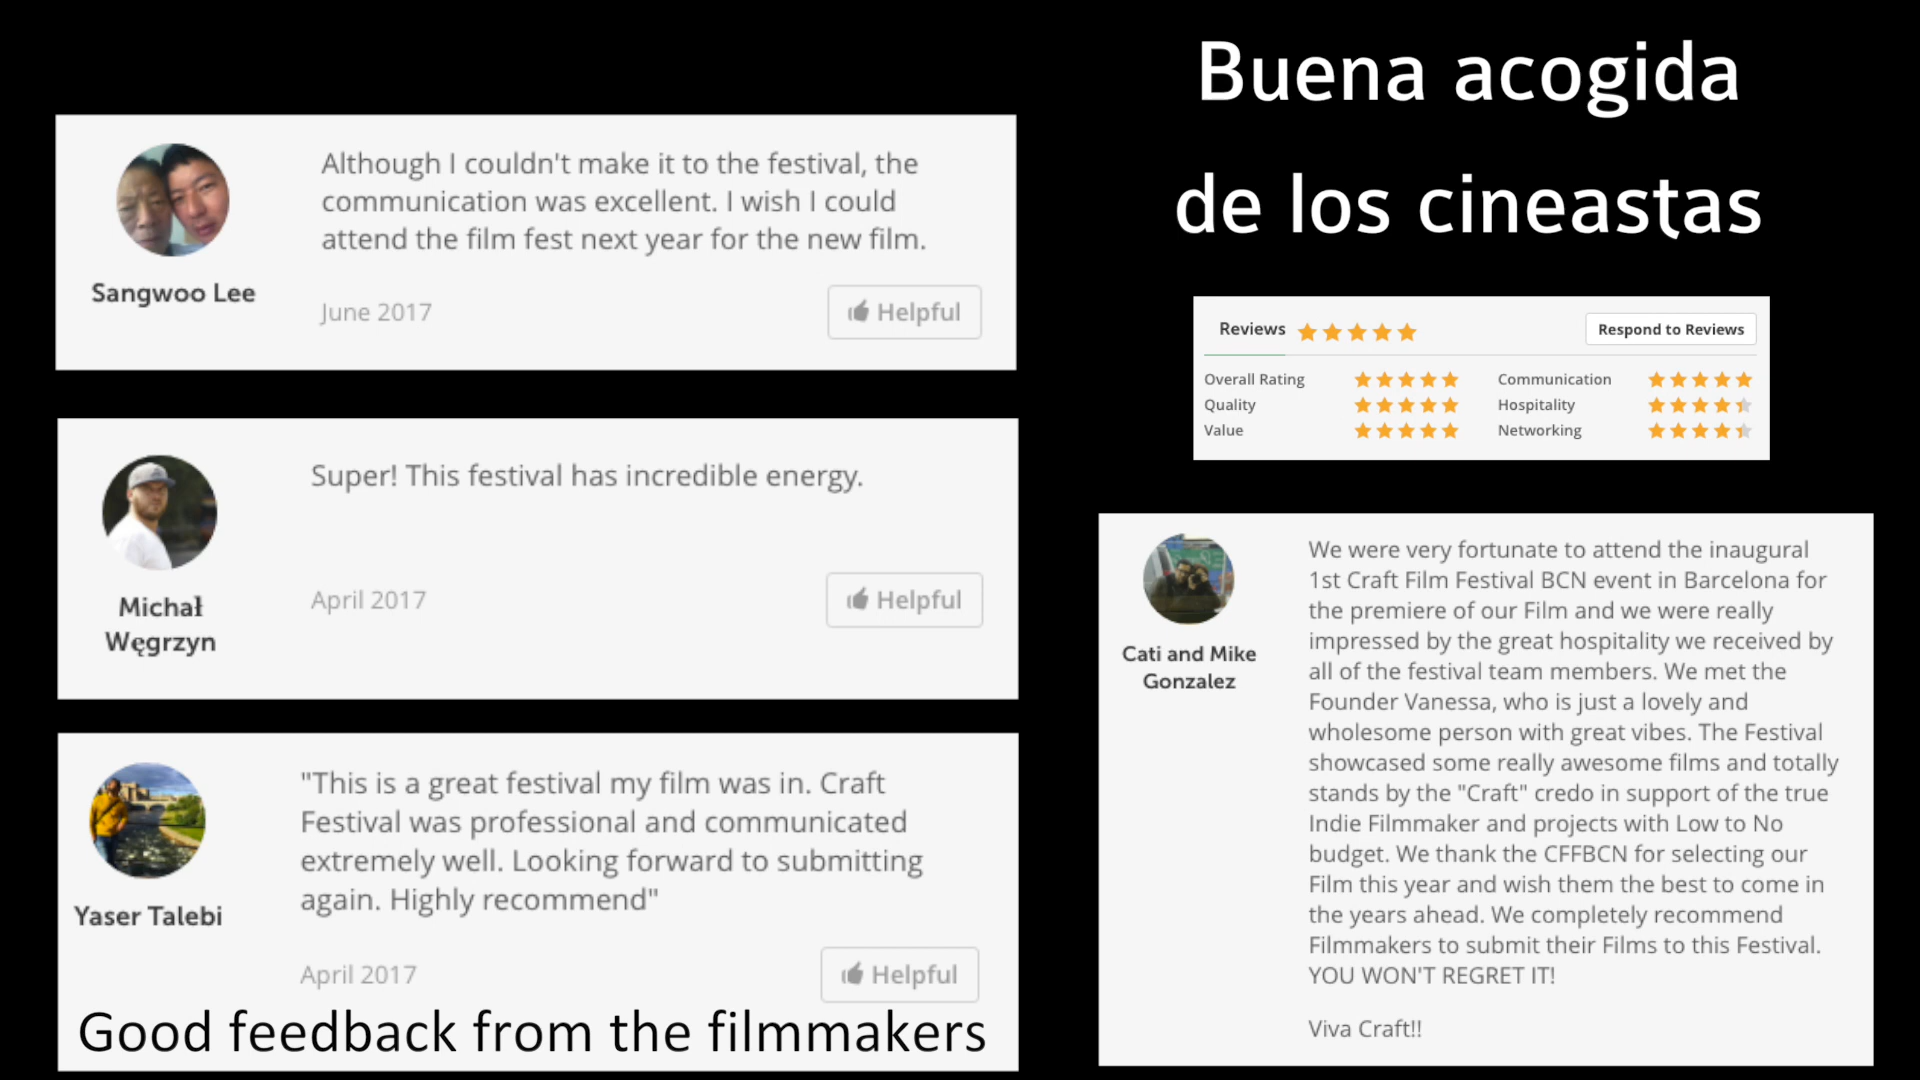 Buena acogida
de los cineastas
Although I couldn't make it to the festival, the
communication was excellent. I wish I could
attend the film fest next year for the new film.
Sangwoo Lee
June 2017
Helpful
Super! This festival has incredible energy.
Michał
Węgrzyn
April 2017
Helpful
"This is a great festival my film was in. Craft
Festival was professional and communicated
extremely well. Looking forward to submitting
again. Highly recommend"
Yaser Talebi
April 2017
Helpful
Good feedback from the filmmakers
Reviews
Respond to Reviews
Overall Rating
Communication
Quality
Hospitality
Value
Networking
Cati and Mike
Gonzalez
We were very fortunate to attend the inaugural
1st Craft Film Festival BCN event in Barcelona for
the premiere of our Film and we were really
impressed by the great hospitality we received by
all of the festival team members. We met the
Founder Vanessa, who is just a lovely and
wholesome person with great vibes. The Festival
showcased some really awesome films and totally
stands by the "Craft" credo in support of the true
Indie Filmmaker and projects with Low to No
budget. We thank the CFFBCN for selecting our
Film this year and wish them the best to come in
the years ahead. We completely recommend
Filmmakers to submit their Films to this Festival.
YOU WON'T REGRET IT!
Viva Craft!!